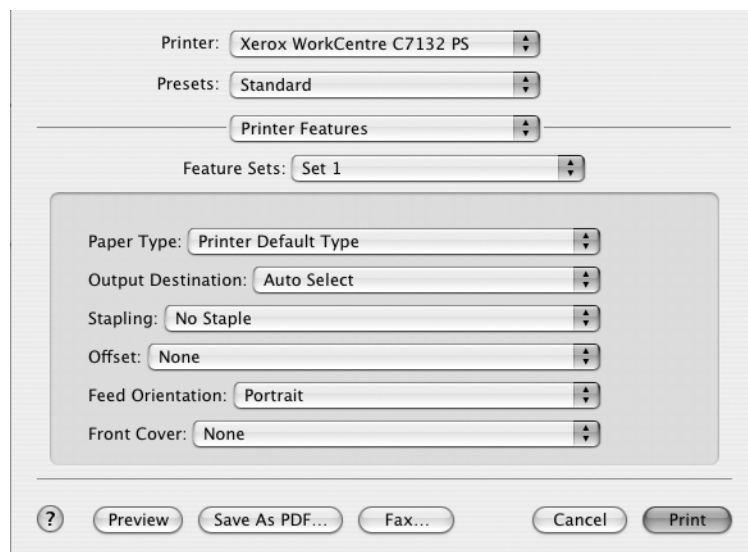 Printer: Xerox WorkCentre C7132 PS
Presets: Standard
Printer Features
Feature Sets: Set 1
Paper Type: Printer Default Type
Output Destination: Auto Select
Stapling: No Staple
Offset: None
Feed Orientation: Portrait
Front Cover: None
? Preview Save As PDF... Fax... Cancel Print